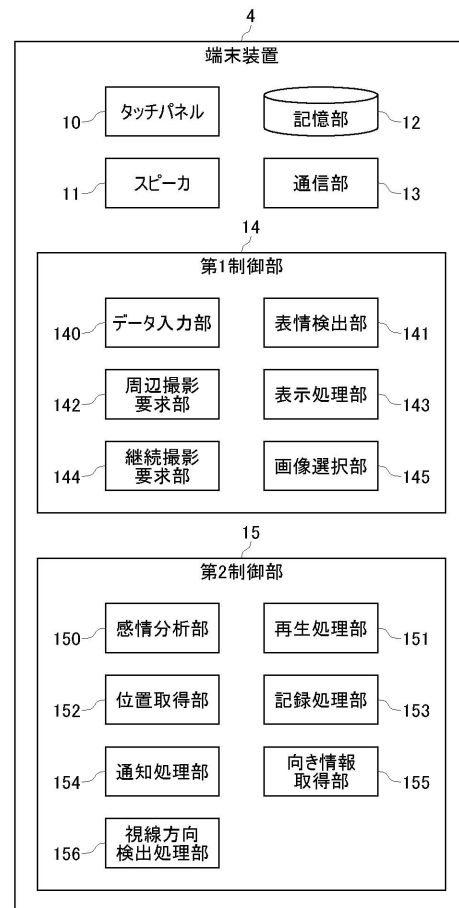 4
端末装置
10
タッチパネル
記憶部
12
11
スピーカ
通信部
13
14
第1制御部
140
データ入力部
表情検出部
141
142
周辺撮影
要求部
表示処理部
143
144
継続撮影
要求部
画像選択部
145
15
第2制御部
150
感情分析部
再生処理部
151
152
位置取得部
記録処理部
153
154
通知処理部
向き情報
取得部
155
156
視線方向
検出処理部